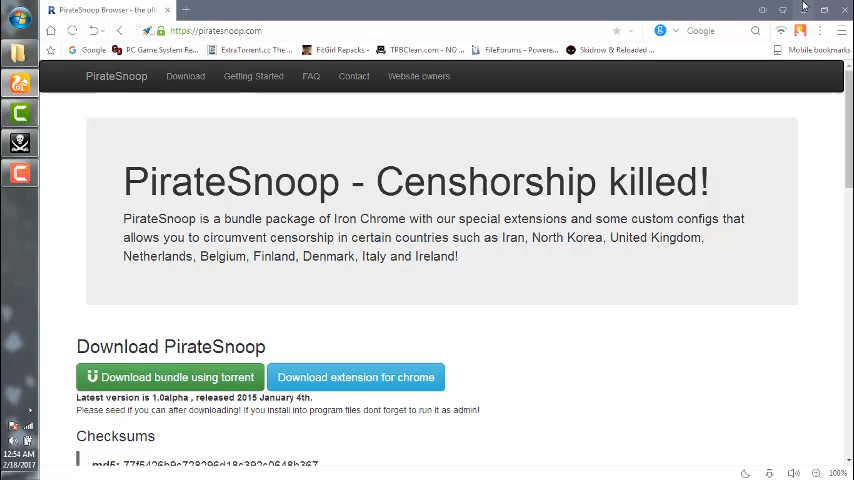 PirateSnoop Browser - the ulti
https://piratesnoop.com
Google
Google
PC Game System Re...
ExtraTorrent.cc The
FitGirl Repacks -
TPBClean.com - NO ...
FileForums - Powere...
Skidrow & Reloaded ...
Mobile bookmarks
PirateSnoop
Download
Getting Started
FAQ
Contact
Website owners
PirateSnoop - Censhorship killed!
PirateSnoop is a bundle package of Iron Chrome with our special extensions and some custom configs that
allows you to circumvent censorship in certain countries such as Iran, North Korea, United Kingdom,
Netherlands, Belgium, Finland, Denmark, Italy and Ireland!
Download PirateSnoop
Download bundle using torrent
Download extension for chrome
Latest version is 1.0alpha , released 2015 January 4th.
Please seed if you can after downloading! If you install into program files dont forget to run it as admin!
Checksums
md5:
12:54 AM
2/18/2017
100%